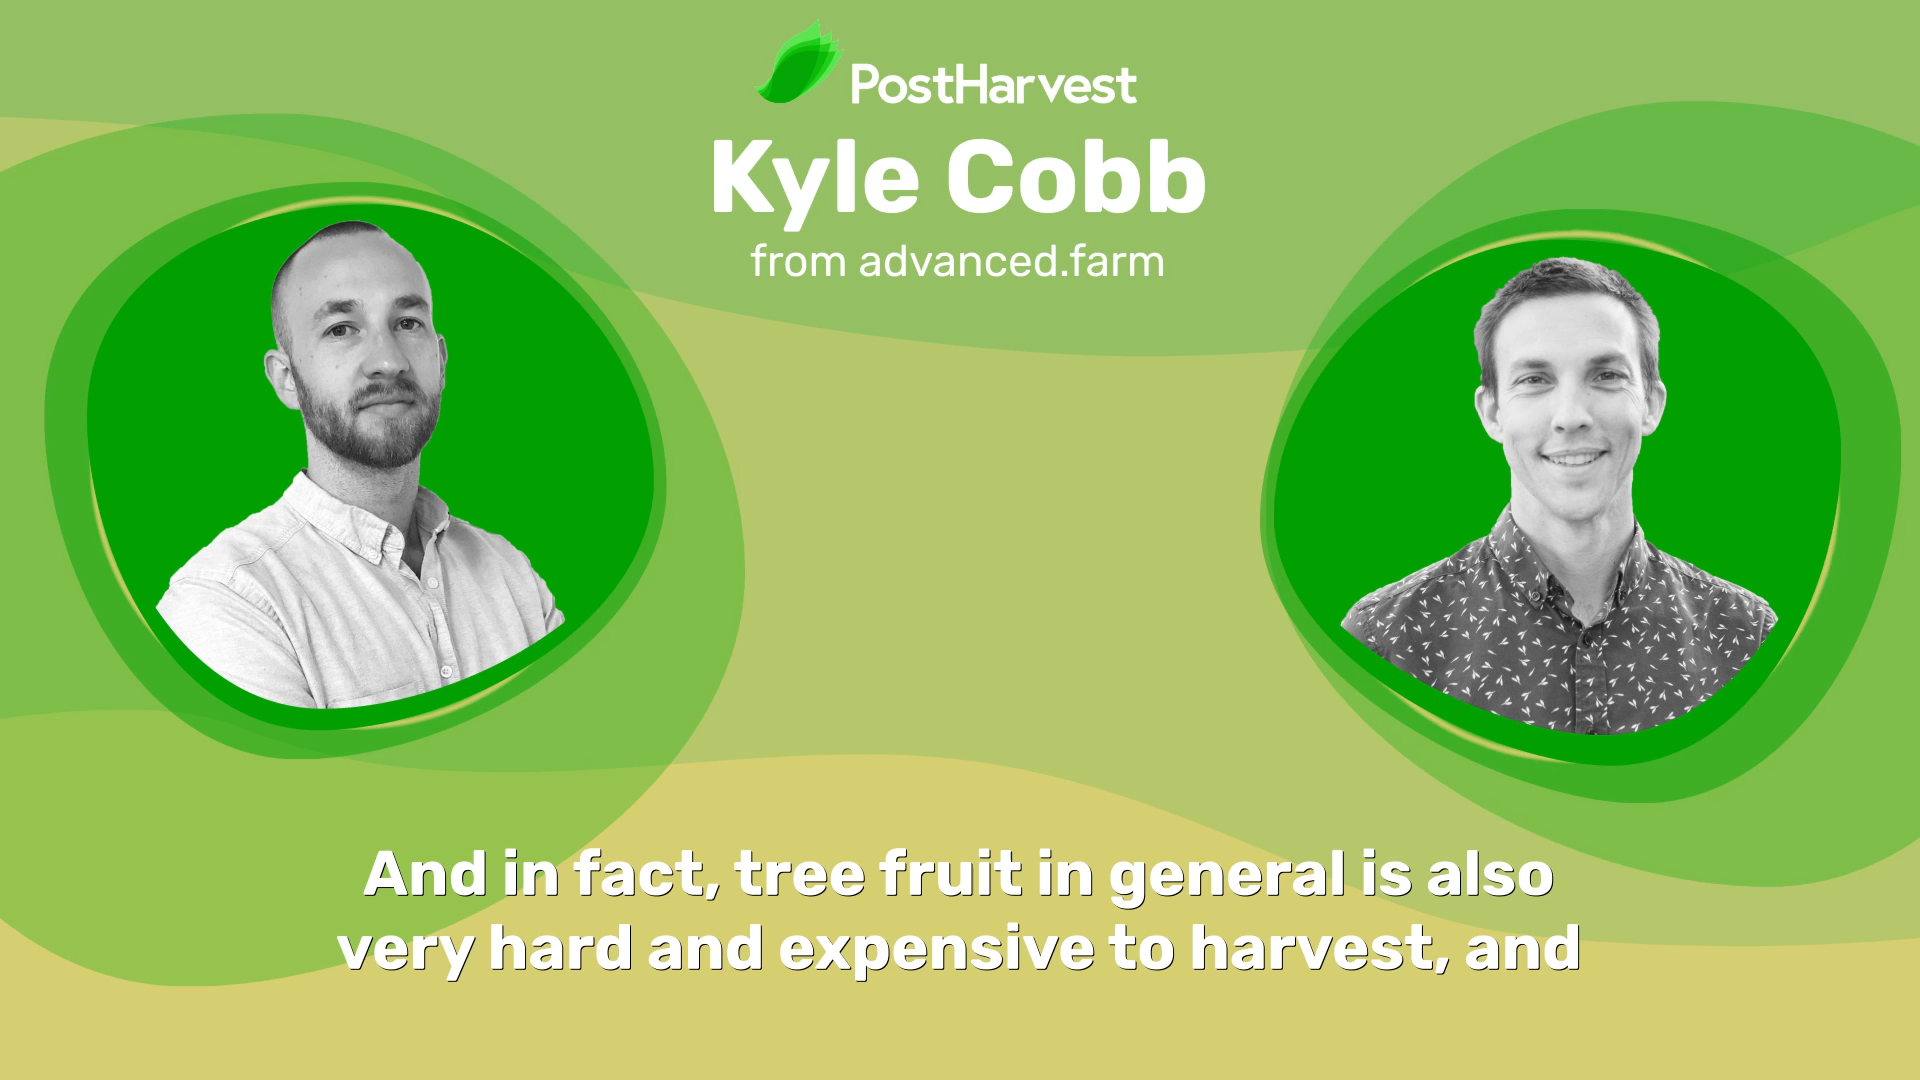 PostHarvest
Kyle Cobb
from advanced.farm
And in fact, tree fruit in general is also
very hard and expensive to harvest, and